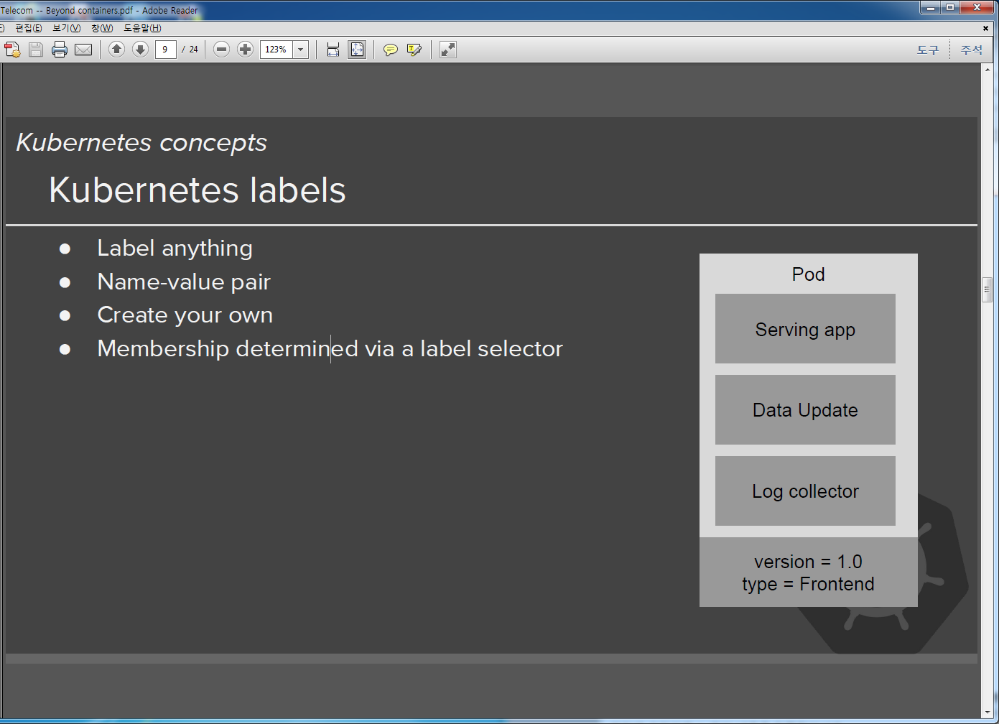 Telecom -- Beyond containers.pdf - Adobe Reader
편집(E) 보기(V) 창(W) 도움말(H)
9 / 24 123% 도구 주석
Kubernetes concepts
Kubernetes labels
● Label anything
● Name-value pair
● Create your own
● Membership determined via a label selector
Pod
Serving app
Data Update
Log collector
version = 1.0
type = Frontend